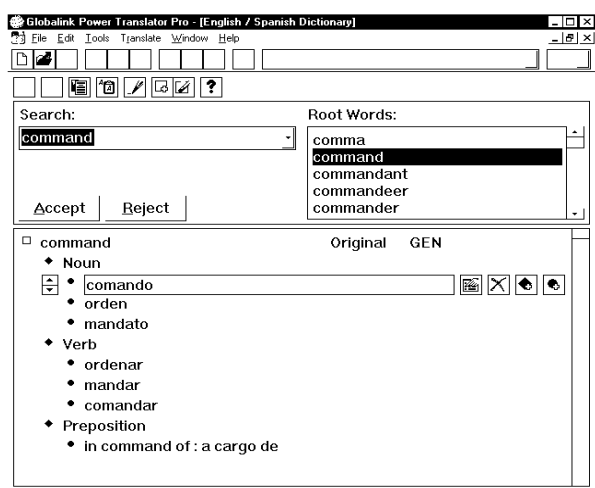 Globalink Power Translator Pro - [English / Spanish Dictionary]
File Edit Tools Translate Window Help
?
Search:
command
Accept Reject
Root Words:
comma
command
commandant
commandeer
commander
command Original GEN
Noun
comando
orden
mandato
Verb
ordenar
mandar
comandar
Preposition
in command of : a cargo de